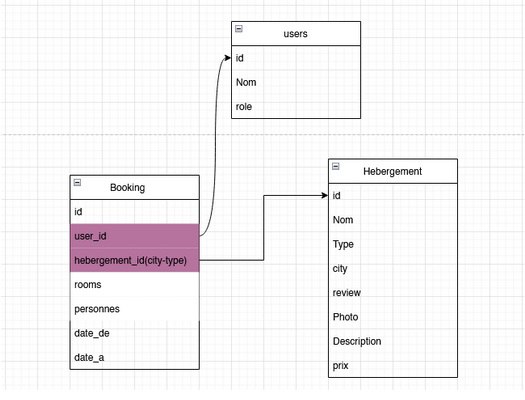 users
id
Nom
role
Booking
id
user_id
hebergement_id(city-type)
rooms
personnes
date_de
date_a
Hebergement
id
Nom
Type
city
review
Photo
Description
prix